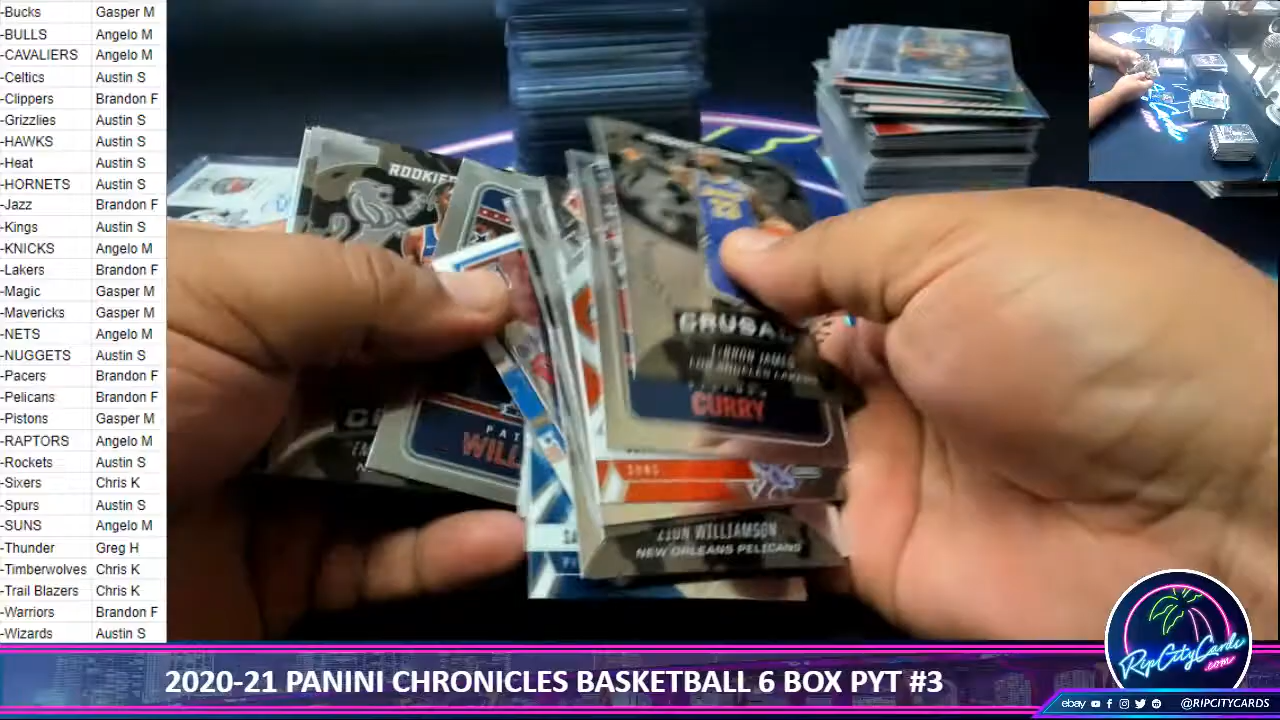 -Bucks Gasper M
-BULLS Angelo M
-CAVALIERS Angelo M
-Celtics Austin S
-Clippers Brandon F
-Grizzlies Austin S
-HAWKS Austin S
-Heat Austin S
-HORNETS Austin S
-Jazz Brandon F
-Kings Austin S
-KNICKS Angelo M
-Lakers Brandon F
-Magic Gasper M
-Mavericks Gasper M
-NETS Angelo M
-NUGGETS Austin S
-Pacers Brandon F
-Pelicans Brandon F
-Pistons Gasper M
-RAPTORS Angelo M
-Rockets Austin S
-Sixers Chris K
-Spurs Austin S
-SUNS Angelo M
-Thunder Greg H
-Timberwolves Chris K
-Trail Blazers Chris K
-Warriors Brandon F
-Wizards Austin S
23
LEBRON JAMES
LOS ANGELES LAKERS
CURRY
SUNS
ZION WILLIAMSON
NEW ORLEANS PELICANS
RipCityCards
.com
2020-21 PANINI CHRONICLES BASKETBALL 6 BOX PYT #3
ebay @RIPCITYCARDS